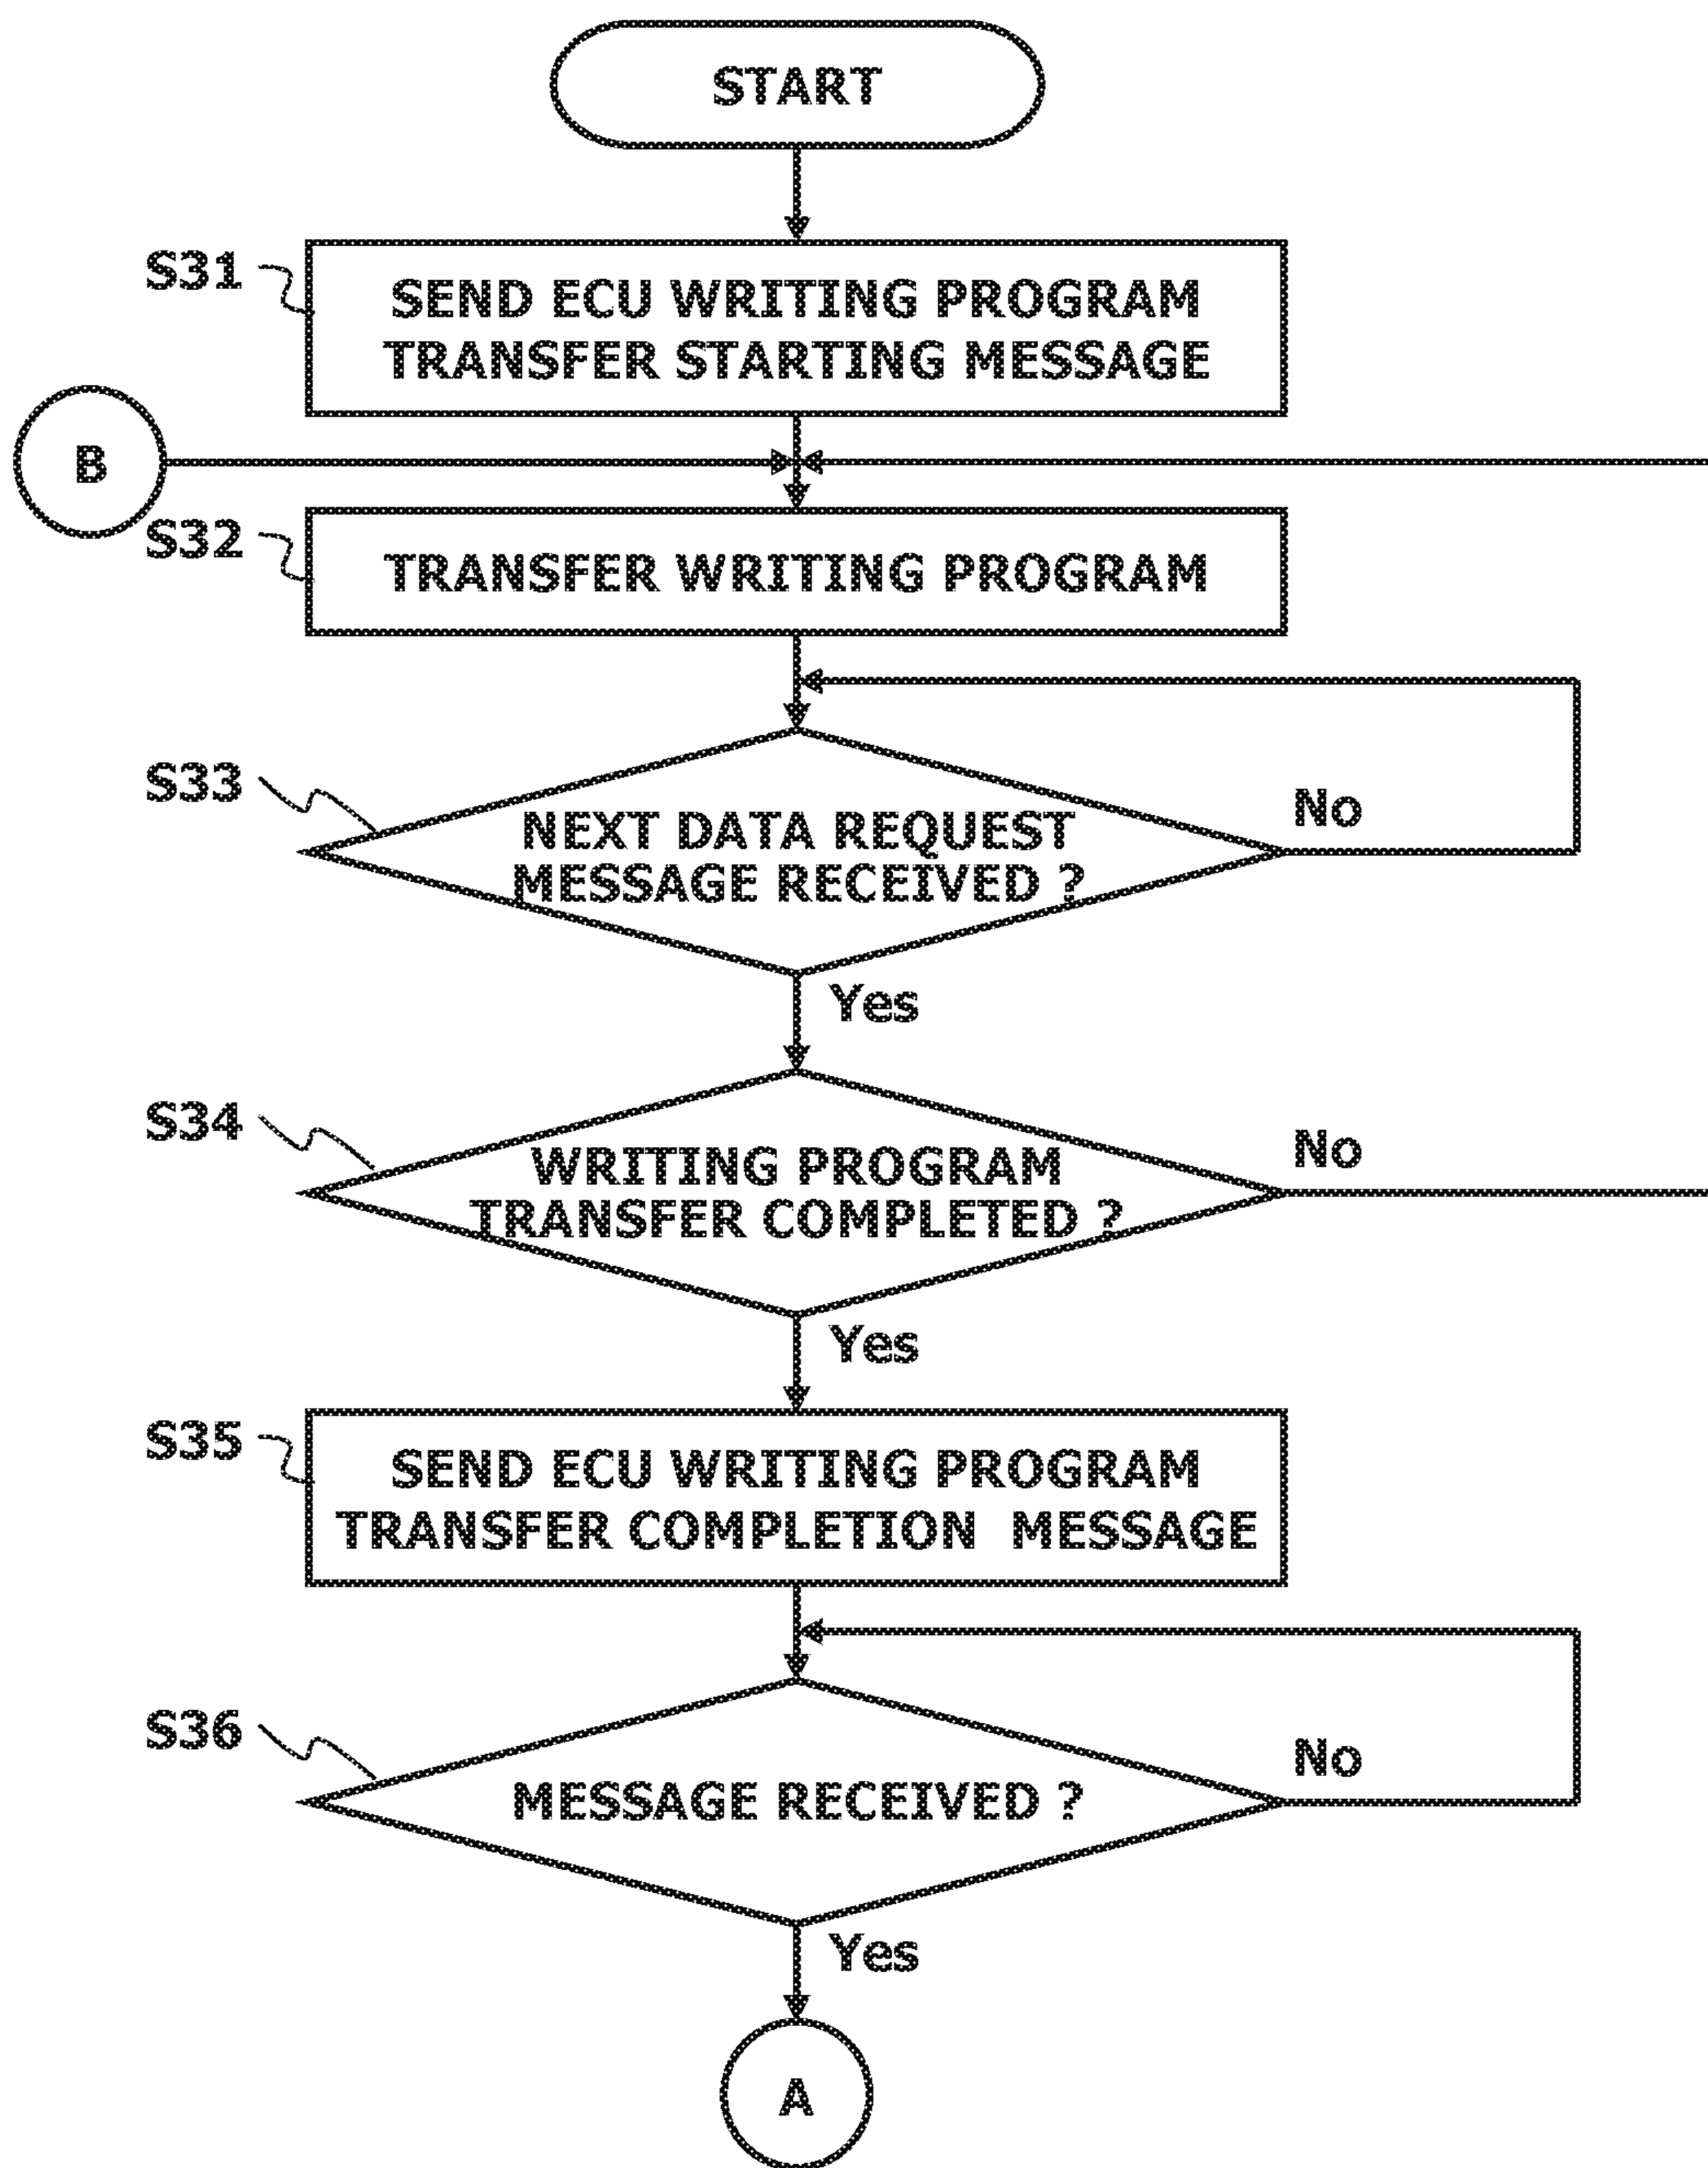 START
S31
SEND ECU WRITING PROGRAM
TRANSFER STARTING MESSAGE
B
S32
TRANSFER WRITING PROGRAM
S33
NEXT DATA REQUEST
MESSAGE RECEIVED ?
No
Yes
S34
WRITING PROGRAM
TRANSFER COMPLETED ?
No
Yes
S35
SEND ECU WRITING PROGRAM
TRANSFER COMPLETION MESSAGE
S36
MESSAGE RECEIVED ?
No
Yes
A